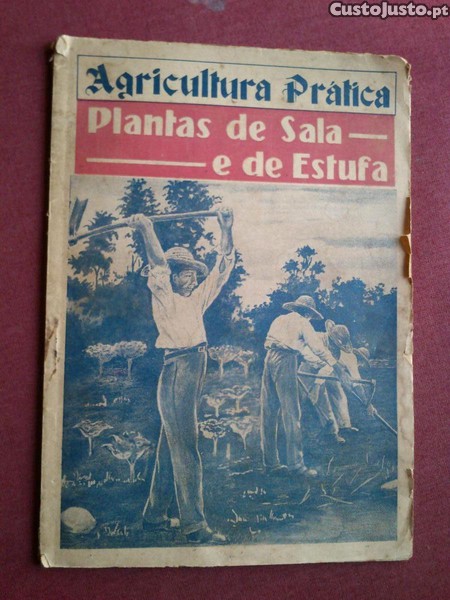 CustoJusto.pt
Agricultura Prática
Plantas de Sala —
— e de Estufa